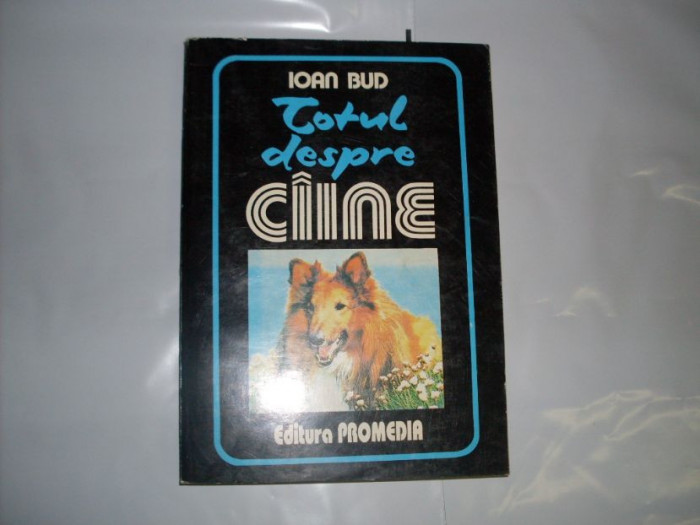 IOAN BUD
Totul
despre
CÎINE
Editura PROMEDIA